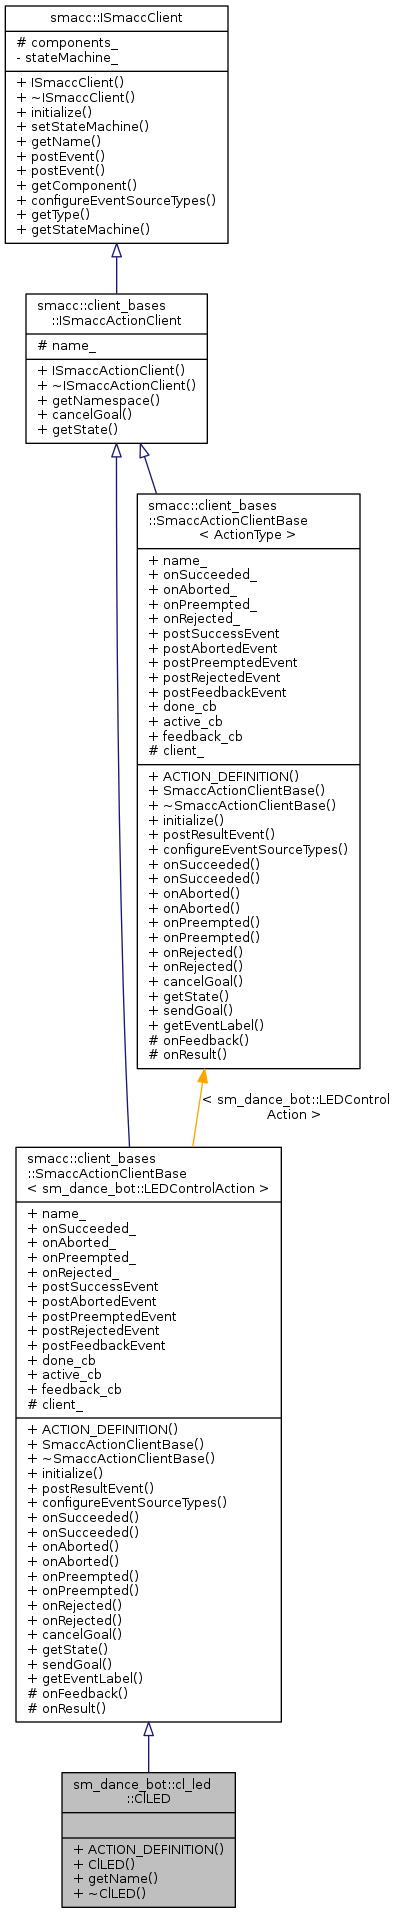 smacc::ISmaccClient
# components_
- stateMachine_
+ ISmaccClient()
+ ~ISmaccClient()
+ initialize()
+ setStateMachine()
+ getName()
+ postEvent()
+ postEvent()
+ getComponent()
+ configureEventSourceTypes()
+ getType()
+ getStateMachine()
smacc::client_bases
::ISmaccActionClient
# name_
+ ISmaccActionClient()
+ ~ISmaccActionClient()
+ getNamespace()
+ cancelGoal()
+ getState()
smacc::client_bases
::SmaccActionClientBase
< ActionType >
+ name_
+ onSucceeded_
+ onAborted_
+ onPreempted_
+ onRejected_
+ postSuccessEvent
+ postAbortedEvent
+ postPreemptedEvent
+ postRejectedEvent
+ postFeedbackEvent
+ done_cb
+ active_cb
+ feedback_cb
# client_
+ ACTION_DEFINITION()
+ SmaccActionClientBase()
+ ~SmaccActionClientBase()
+ initialize()
+ postResultEvent()
+ configureEventSourceTypes()
+ onSucceeded()
+ onSucceeded()
+ onAborted()
+ onAborted()
+ onPreempted()
+ onPreempted()
+ onRejected()
+ onRejected()
+ cancelGoal()
+ getState()
+ sendGoal()
+ getEventLabel()
# onFeedback()
# onResult()
< sm_dance_bot::LEDControl
Action >
smacc::client_bases
::SmaccActionClientBase
< sm_dance_bot::LEDControlAction >
+ name_
+ onSucceeded_
+ onAborted_
+ onPreempted_
+ onRejected_
+ postSuccessEvent
+ postAbortedEvent
+ postPreemptedEvent
+ postRejectedEvent
+ postFeedbackEvent
+ done_cb
+ active_cb
+ feedback_cb
# client_
+ ACTION_DEFINITION()
+ SmaccActionClientBase()
+ ~SmaccActionClientBase()
+ initialize()
+ postResultEvent()
+ configureEventSourceTypes()
+ onSucceeded()
+ onSucceeded()
+ onAborted()
+ onAborted()
+ onPreempted()
+ onPreempted()
+ onRejected()
+ onRejected()
+ cancelGoal()
+ getState()
+ sendGoal()
+ getEventLabel()
# onFeedback()
# onResult()
sm_dance_bot::cl_led
::ClLED
+ ACTION_DEFINITION()
+ ClLED()
+ getName()
+ ~ClLED()